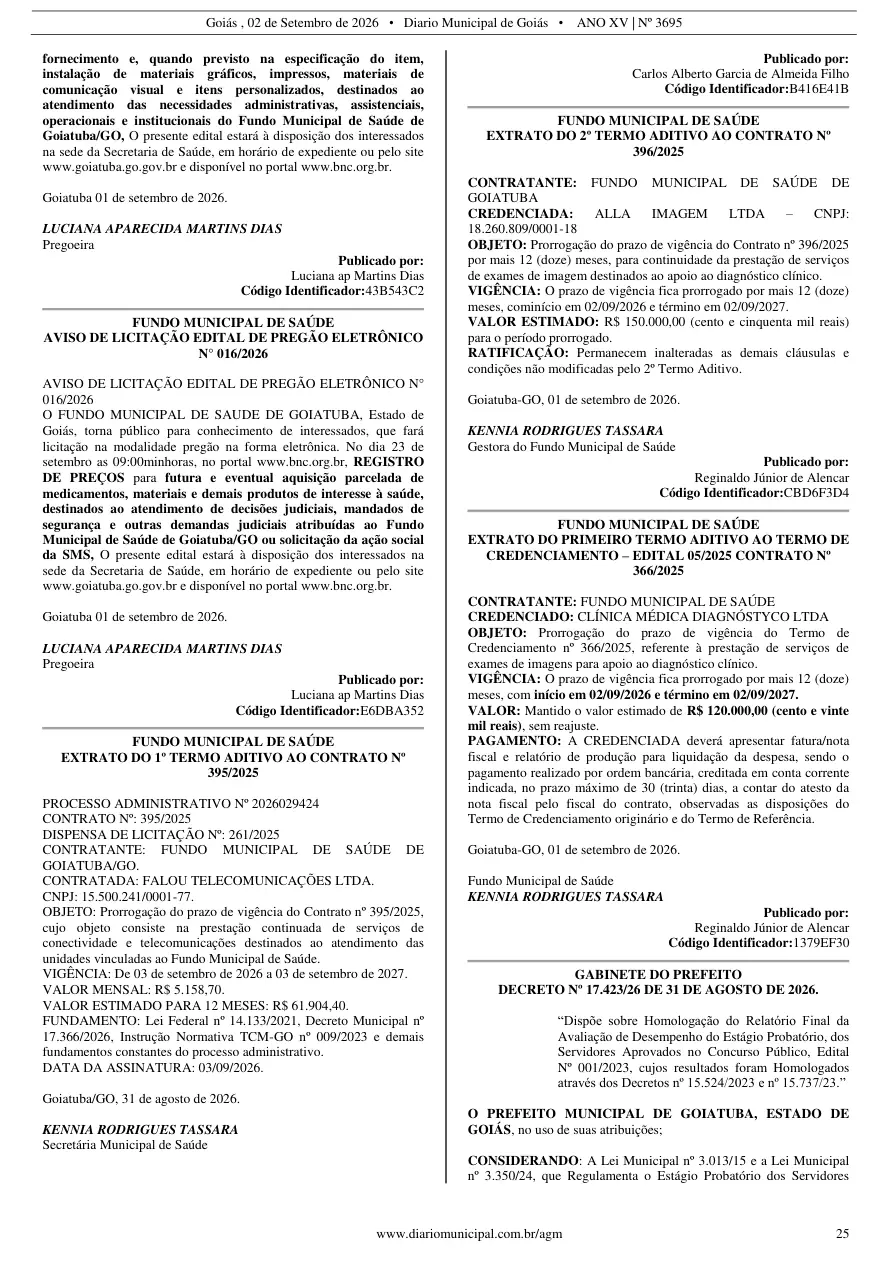 Goiás , 02 de Setembro de 2026 • Diario Municipal de Goiás • ANO XV | Nº 3695
fornecimento e, quando previsto na especificação do item,
instalação de materiais gráficos, impressos, materiais de
comunicação visual e itens personalizados, destinados ao
atendimento das necessidades administrativas, assistenciais,
operacionais e institucionais do Fundo Municipal de Saúde de
Goiatuba/GO, O presente edital estará à disposição dos interessados
na sede da Secretaria de Saúde, em horário de expediente ou pelo site
www.goiatuba.go.gov.br e disponível no portal www.bnc.org.br.
Goiatuba 01 de setembro de 2026.
LUCIANA APARECIDA MARTINS DIAS
Pregoeira
Publicado por:
Luciana ap Martins Dias
Código Identificador:43B543C2
FUNDO MUNICIPAL DE SAÚDE
AVISO DE LICITAÇÃO EDITAL DE PREGÃO ELETRÔNICO
N° 016/2026
AVISO DE LICITAÇÃO EDITAL DE PREGÃO ELETRÔNICO N°
016/2026
O FUNDO MUNICIPAL DE SAUDE DE GOIATUBA, Estado de
Goiás, torna público para conhecimento de interessados, que fará
licitação na modalidade pregão na forma eletrônica. No dia 23 de
setembro as 09:00minhoras, no portal www.bnc.org.br, REGISTRO
DE PREÇOS para futura e eventual aquisição parcelada de
medicamentos, materiais e demais produtos de interesse à saúde,
destinados ao atendimento de decisões judiciais, mandados de
segurança e outras demandas judiciais atribuídas ao Fundo
Municipal de Saúde de Goiatuba/GO ou solicitação da ação social
da SMS, O presente edital estará à disposição dos interessados na
sede da Secretaria de Saúde, em horário de expediente ou pelo site
www.goiatuba.go.gov.br e disponível no portal www.bnc.org.br.
Goiatuba 01 de setembro de 2026.
LUCIANA APARECIDA MARTINS DIAS
Pregoeira
Publicado por:
Luciana ap Martins Dias
Código Identificador:E6DBA352
FUNDO MUNICIPAL DE SAÚDE
EXTRATO DO 1º TERMO ADITIVO AO CONTRATO Nº
395/2025
PROCESSO ADMINISTRATIVO Nº 2026029424
CONTRATO Nº: 395/2025
DISPENSA DE LICITAÇÃO Nº: 261/2025
CONTRATANTE: FUNDO MUNICIPAL DE SAÚDE DE
GOIATUBA/GO.
CONTRATADA: FALOU TELECOMUNICAÇÕES LTDA.
CNPJ: 15.500.241/0001-77.
OBJETO: Prorrogação do prazo de vigência do Contrato nº 395/2025,
cujo objeto consiste na prestação continuada de serviços de
conectividade e telecomunicações destinados ao atendimento das
unidades vinculadas ao Fundo Municipal de Saúde.
VIGÊNCIA: De 03 de setembro de 2026 a 03 de setembro de 2027.
VALOR MENSAL: R$ 5.158,70.
VALOR ESTIMADO PARA 12 MESES: R$ 61.904,40.
FUNDAMENTO: Lei Federal nº 14.133/2021, Decreto Municipal nº
17.366/2026, Instrução Normativa TCM-GO nº 009/2023 e demais
fundamentos constantes do processo administrativo.
DATA DA ASSINATURA: 03/09/2026.
Goiatuba/GO, 31 de agosto de 2026.
KENNIA RODRIGUES TASSARA
Secretária Municipal de Saúde
Publicado por:
Carlos Alberto Garcia de Almeida Filho
Código Identificador:B416E41B
FUNDO MUNICIPAL DE SAÚDE
EXTRATO DO 2º TERMO ADITIVO AO CONTRATO Nº
396/2025
CONTRATANTE: FUNDO MUNICIPAL DE SAÚDE DE
GOIATUBA
CREDENCIADA: ALLA IMAGEM LTDA – CNPJ:
18.260.809/0001-18
OBJETO: Prorrogação do prazo de vigência do Contrato nº 396/2025
por mais 12 (doze) meses, para continuidade da prestação de serviços
de exames de imagem destinados ao apoio ao diagnóstico clínico.
VIGÊNCIA: O prazo de vigência fica prorrogado por mais 12 (doze)
meses, cominício em 02/09/2026 e término em 02/09/2027.
VALOR ESTIMADO: R$ 150.000,00 (cento e cinquenta mil reais)
para o período prorrogado.
RATIFICAÇÃO: Permanecem inalteradas as demais cláusulas e
condições não modificadas pelo 2º Termo Aditivo.
Goiatuba-GO, 01 de setembro de 2026.
KENNIA RODRIGUES TASSARA
Gestora do Fundo Municipal de Saúde
Publicado por:
Reginaldo Júnior de Alencar
Código Identificador:CBD6F3D4
FUNDO MUNICIPAL DE SAÚDE
EXTRATO DO PRIMEIRO TERMO ADITIVO AO TERMO DE
CREDENCIAMENTO – EDITAL 05/2025 CONTRATO Nº
366/2025
CONTRATANTE: FUNDO MUNICIPAL DE SAÚDE
CREDENCIADO: CLÍNICA MÉDICA DIAGNÓSTYCO LTDA
OBJETO: Prorrogação do prazo de vigência do Termo de
Credenciamento nº 366/2025, referente à prestação de serviços de
exames de imagens para apoio ao diagnóstico clínico.
VIGÊNCIA: O prazo de vigência fica prorrogado por mais 12 (doze)
meses, com início em 02/09/2026 e término em 02/09/2027.
VALOR: Mantido o valor estimado de R$ 120.000,00 (cento e vinte
mil reais), sem reajuste.
PAGAMENTO: A CREDENCIADA deverá apresentar fatura/nota
fiscal e relatório de produção para liquidação da despesa, sendo o
pagamento realizado por ordem bancária, creditada em conta corrente
indicada, no prazo máximo de 30 (trinta) dias, a contar do atesto da
nota fiscal pelo fiscal do contrato, observadas as disposições do
Termo de Credenciamento originário e do Termo de Referência.
Goiatuba-GO, 01 de setembro de 2026.
Fundo Municipal de Saúde
KENNIA RODRIGUES TASSARA
Publicado por:
Reginaldo Júnior de Alencar
Código Identificador:1379EF30
GABINETE DO PREFEITO
DECRETO Nº 17.423/26 DE 31 DE AGOSTO DE 2026.
“Dispõe sobre Homologação do Relatório Final da
Avaliação de Desempenho do Estágio Probatório, dos
Servidores Aprovados no Concurso Público, Edital
Nº 001/2023, cujos resultados foram Homologados
através dos Decretos nº 15.524/2023 e nº 15.737/23.”
O PREFEITO MUNICIPAL DE GOIATUBA, ESTADO DE
GOIÁS, no uso de suas atribuições;
CONSIDERANDO: A Lei Municipal nº 3.013/15 e a Lei Municipal
nº 3.350/24, que Regulamenta o Estágio Probatório dos Servidores
www.diariomunicipal.com.br/agm
25